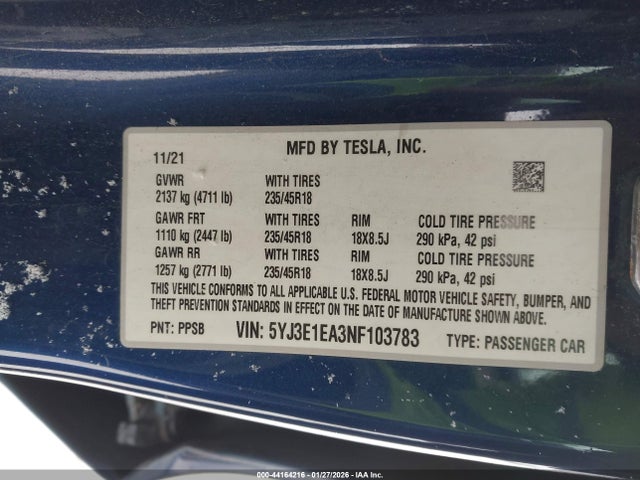 11/21 MFD BY TESLA, INC.
GVWR WITH TIRES
2137 kg (4711 lb) 235/45R18
GAWR FRT WITH TIRES RIM COLD TIRE PRESSURE
1110 kg (2447 lb) 235/45R18 18X8.5J 290 kPa, 42 psi
GAWR RR WITH TIRES RIM COLD TIRE PRESSURE
1257 kg (2771 lb) 235/45R18 18X8.5J 290 kPa, 42 psi
THIS VEHICLE CONFORMS TO ALL APPLICABLE U.S. FEDERAL MOTOR VEHICLE SAFETY, BUMPER, AND
THEFT PREVENTION STANDARDS IN EFFECT ON THE DATE OF MANUFACTURE SHOWN ABOVE.
PNT: PPSB VIN: 5YJ3E1EA3NF103783 TYPE: PASSENGER CAR
000-44164216 - 01/27/2026 - IAA Inc.